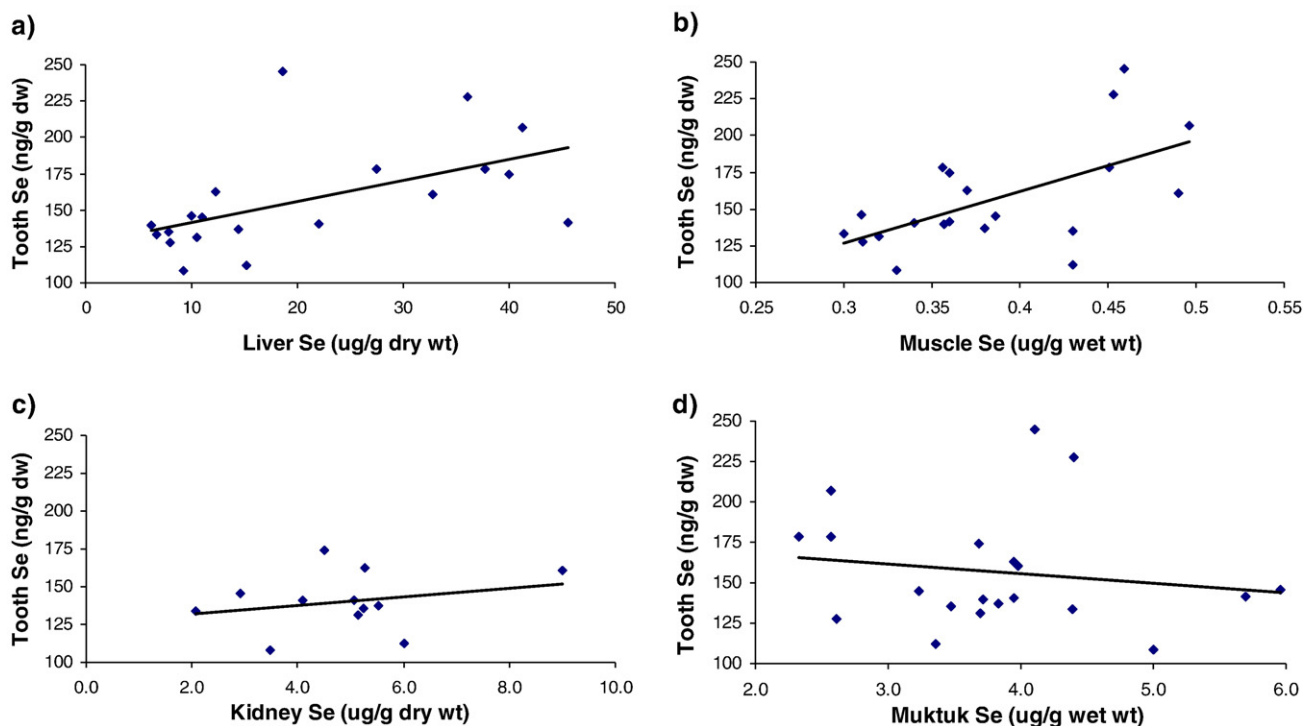 a)
Tooth Se (ng/g dw)
250
225
200
175
150
125
100
0 10 20 30 40 50
Liver Se (ug/g dry wt)
b)
Tooth Se (ng/g dw)
250
225
200
175
150
125
100
0.25 0.3 0.35 0.4 0.45 0.5 0.55
Muscle Se (ug/g wet wt)
c)
Tooth Se (ng/g dw)
250
225
200
175
150
125
100
0.0 2.0 4.0 6.0 8.0 10.0
Kidney Se (ug/g dry wt)
d)
Tooth Se (ng/g dw)
250
225
200
175
150
125
100
2.0 3.0 4.0 5.0 6.0
Muktuk Se (ug/g wet wt)